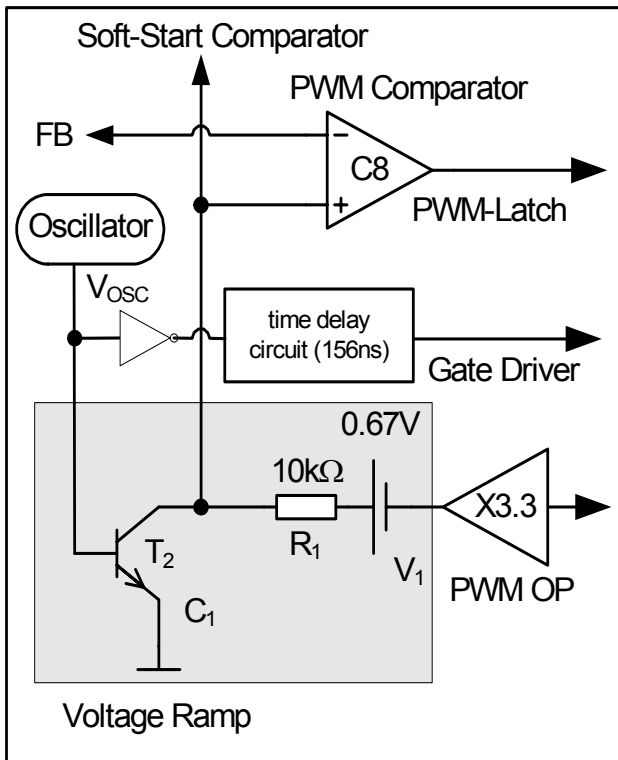 Soft-Start Comparator
PWM Comparator
FB
C8
Oscillator
PWM-Latch
VOSC
time delay
circuit (156ns)
Gate Driver
0.67V
10kΩ
X3.3
T2
R1
V1
PWM OP
C1
Voltage Ramp